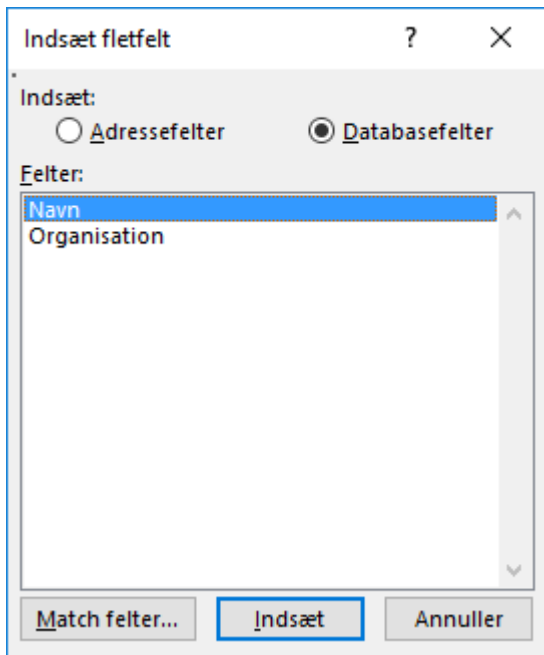 Indsæt fletfelt ?
Indsæt:
Adressefelter Databasefelter
Felter:
Navn
Organisation
Match felter... Indsæt Annuller